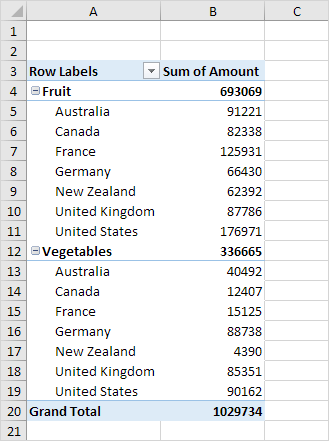 A B C
1
2
3 Row Labels Sum of Amount
4 Fruit 693069
5 Australia 91221
6 Canada 82338
7 France 125931
8 Germany 66430
9 New Zealand 62392
10 United Kingdom 87786
11 United States 176971
12 Vegetables 336665
13 Australia 40492
14 Canada 12407
15 France 15125
16 Germany 88738
17 New Zealand 4390
18 United Kingdom 85351
19 United States 90162
20 Grand Total 1029734
21